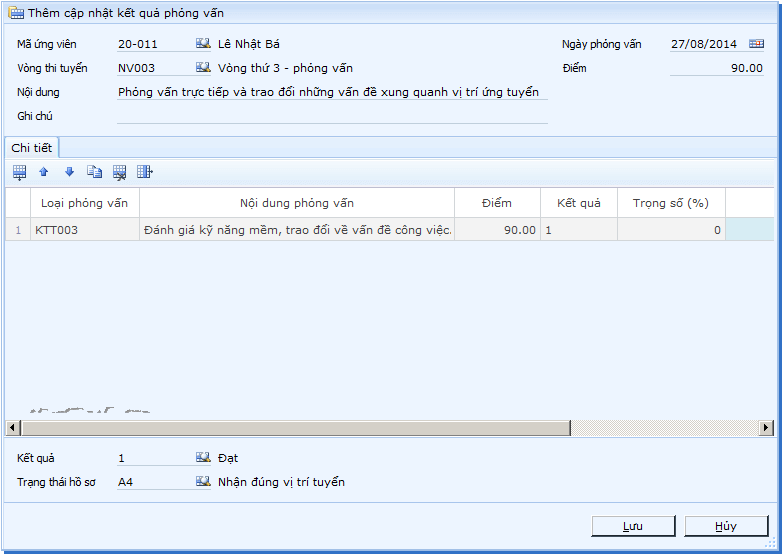 Thêm cập nhật kết quả phỏng vấn
Mã ứng viên 20-011 Lê Nhật Bá Ngày phỏng vấn 27/08/2014
Vòng thi tuyển NV003 Vòng thứ 3 - phỏng vấn Điểm 90.00
Nội dung Phỏng vấn trực tiếp và trao đổi những vấn đề xung quanh vị trí ứng tuyển
Ghi chú
Chi tiết
Loại phỏng vấn Nội dung phỏng vấn Điểm Kết quả Trọng số (%)
1 KTT003 Đánh giá kỹ năng mềm, trao đổi về vấn đề công việc. 90.00 1 0
Kết quả 1 Đạt
Trạng thái hồ sơ A4 Nhận đúng vị trí tuyển
Lưu Hủy